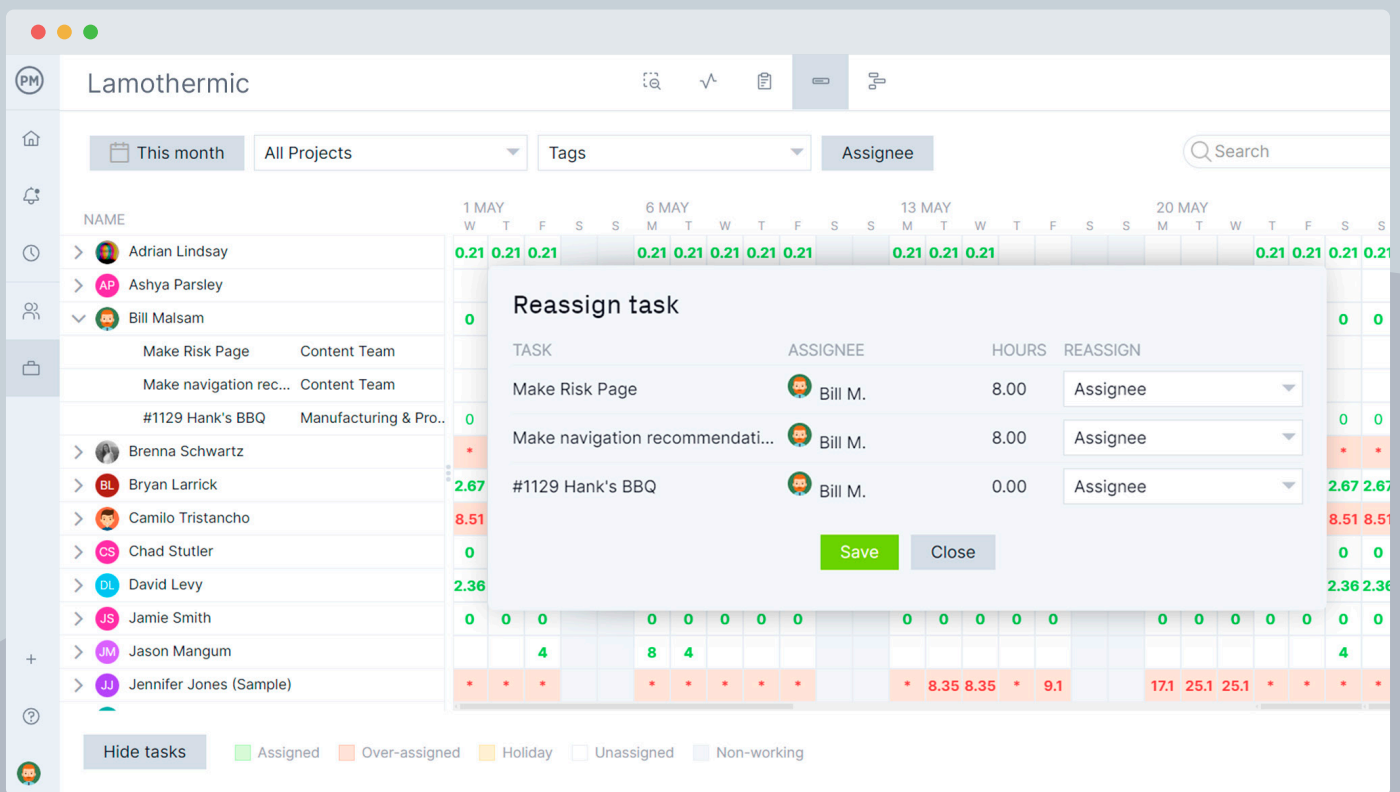 PM
Lamothermic
This month All Projects Tags Assignee Search
1 MAY 6 MAY 13 MAY 20 MAY
NAME W T F S S M T W T F S S M T W T F S S M T W T F S S
Adrian Lindsay 0.21 0.21 0.21 0.21 0.21 0.21 0.21 0.21 0.21 0.21 0.21 0.21 0.21 0.21 0.21
AP Ashya Parsley
Bill Malsam 0 0 0
Make Risk Page Content Team
Make navigation rec... Content Team
#1129 Hank's BBQ Manufacturing & Pro.. 0 0 0
Brenna Schwartz * * *
BL Bryan Larrick 2.67 2.67 2.67
Camilo Tristancho 8.51 8.51 8.51
CS Chad Stutler 0 0 0
DL David Levy 2.36 2.36 2.36
Reassign task
TASK ASSIGNEE HOURS REASSIGN
Make Risk Page Bill M. 8.00 Assignee
Make navigation recommendati... Bill M. 8.00 Assignee
#1129 Hank's BBQ Bill M. 0.00 Assignee
Save Close
JS Jamie Smith 0 0 0 0 0 0 0 0 0 0 0 0 0 0 0 0 0 0 0 0
JM Jason Mangum 4 8 4 4
JJ Jennifer Jones (Sample) * * * * * * * * * 8.35 8.35 * 9.1 17.1 25.1 25.1 * * * *
Hide tasks Assigned Over-assigned Holiday Unassigned Non-working